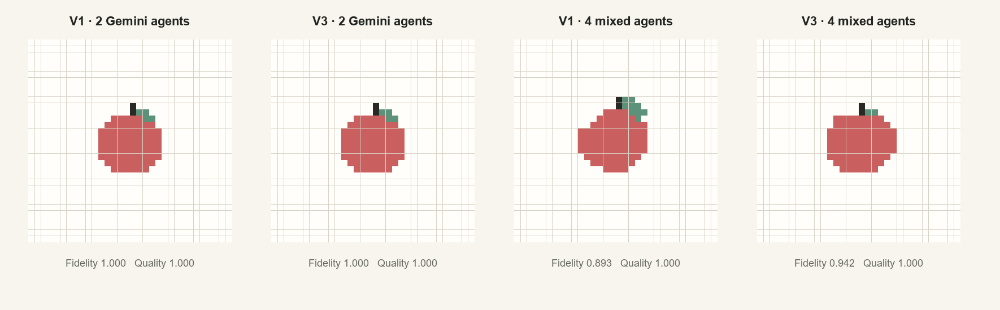 V1 · 2 Gemini agents
V3 · 2 Gemini agents
V1 · 4 mixed agents
V3 · 4 mixed agents
Fidelity 1.000 Quality 1.000
Fidelity 1.000 Quality 1.000
Fidelity 0.893 Quality 1.000
Fidelity 0.942 Quality 1.000